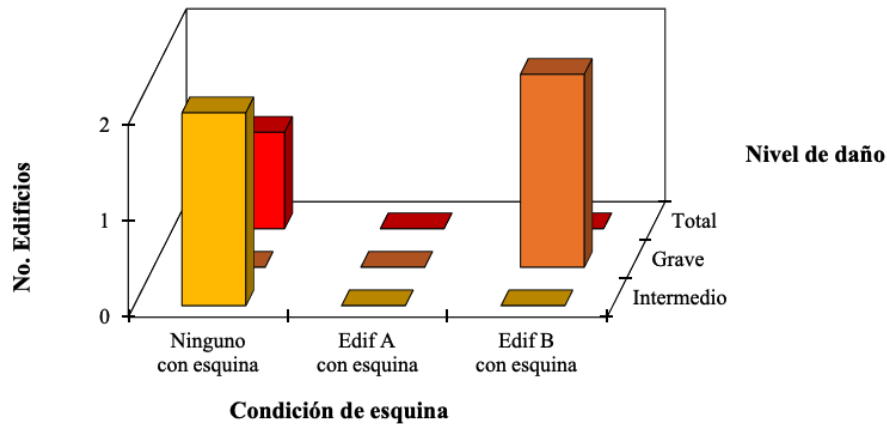 2
1
0
No. Edificios
Nivel de daño
Total
Grave
Intermedio
Ninguno
con esquina
Edif A
con esquina
Edif B
con esquina
Condición de esquina